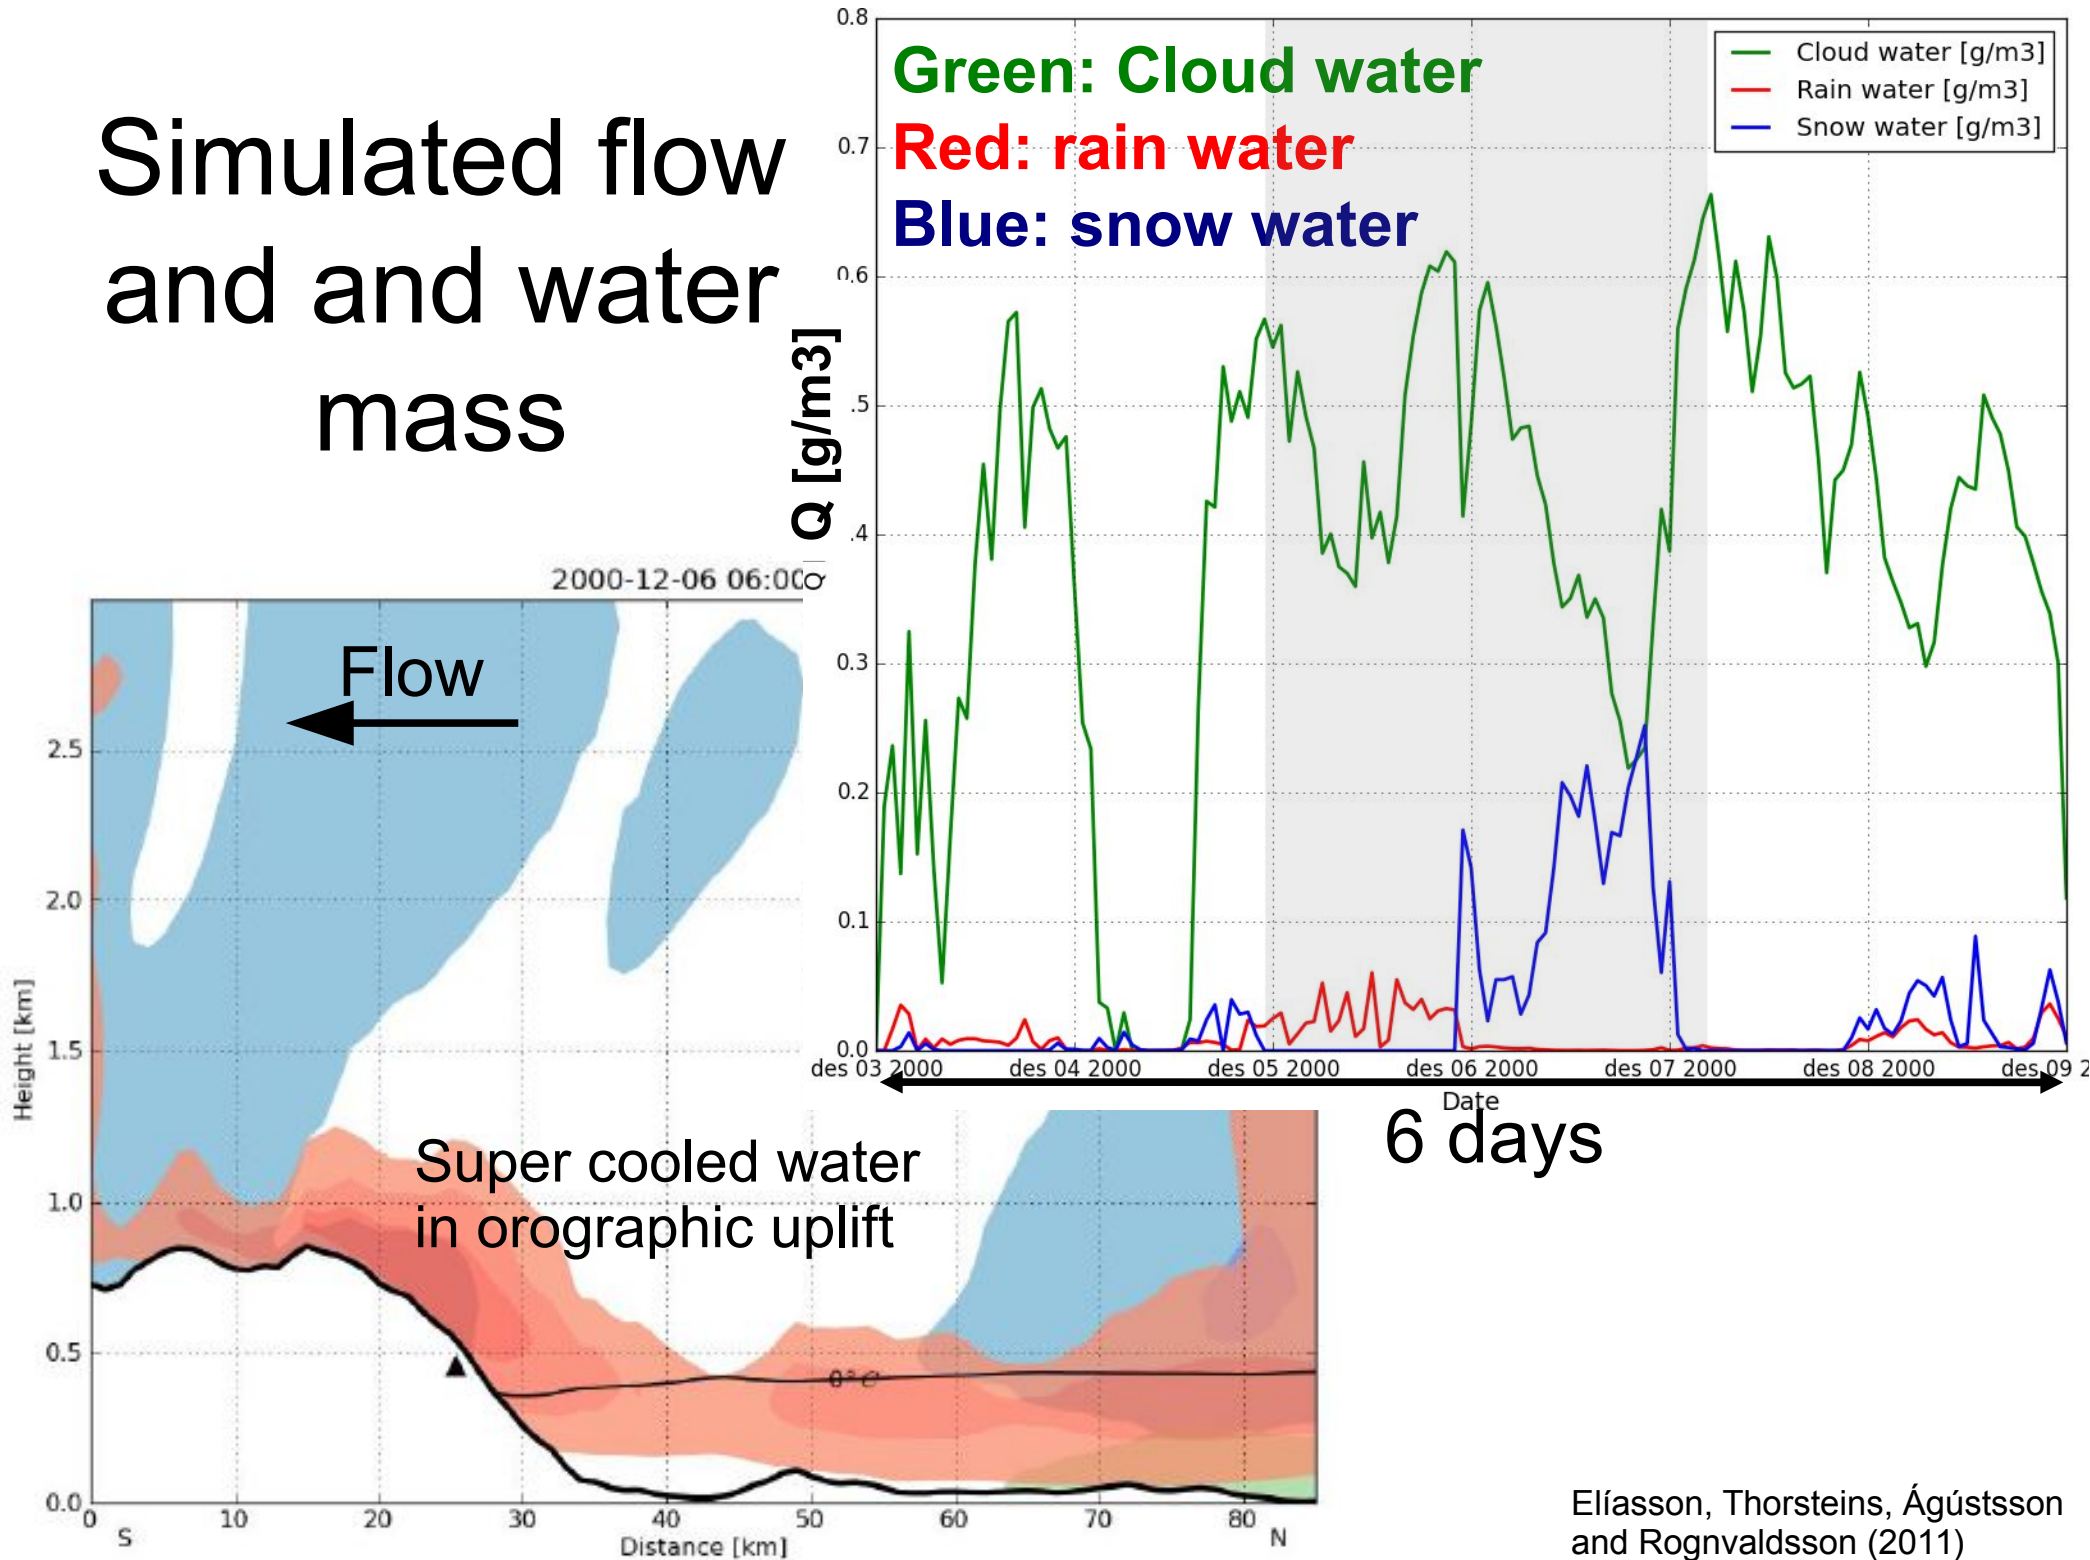 Simulated flow
and and water
mass
Green: Cloud water
Red: rain water
Blue: snow water
Cloud water [g/m3]
Rain water [g/m3]
Snow water [g/m3]
Q [g/m3]
Q
0.8
0.7
0.6
.5
.4
0.3
0.2
0.1
0.0
des 03 2000 des 04 2000 des 05 2000 des 06 2000 des 07 2000 des 08 2000 des 09 2
Date
6 days
2000-12-06 06:00
Flow
Super cooled water
in orographic uplift
0°C
Height [km]
2.5
2.0
1.5
1.0
0.5
0.0
0 10 20 30 40 50 60 70 80
S N
Distance [km]
Elíasson, Thorsteins, Ágústsson
and Rognvaldsson (2011)